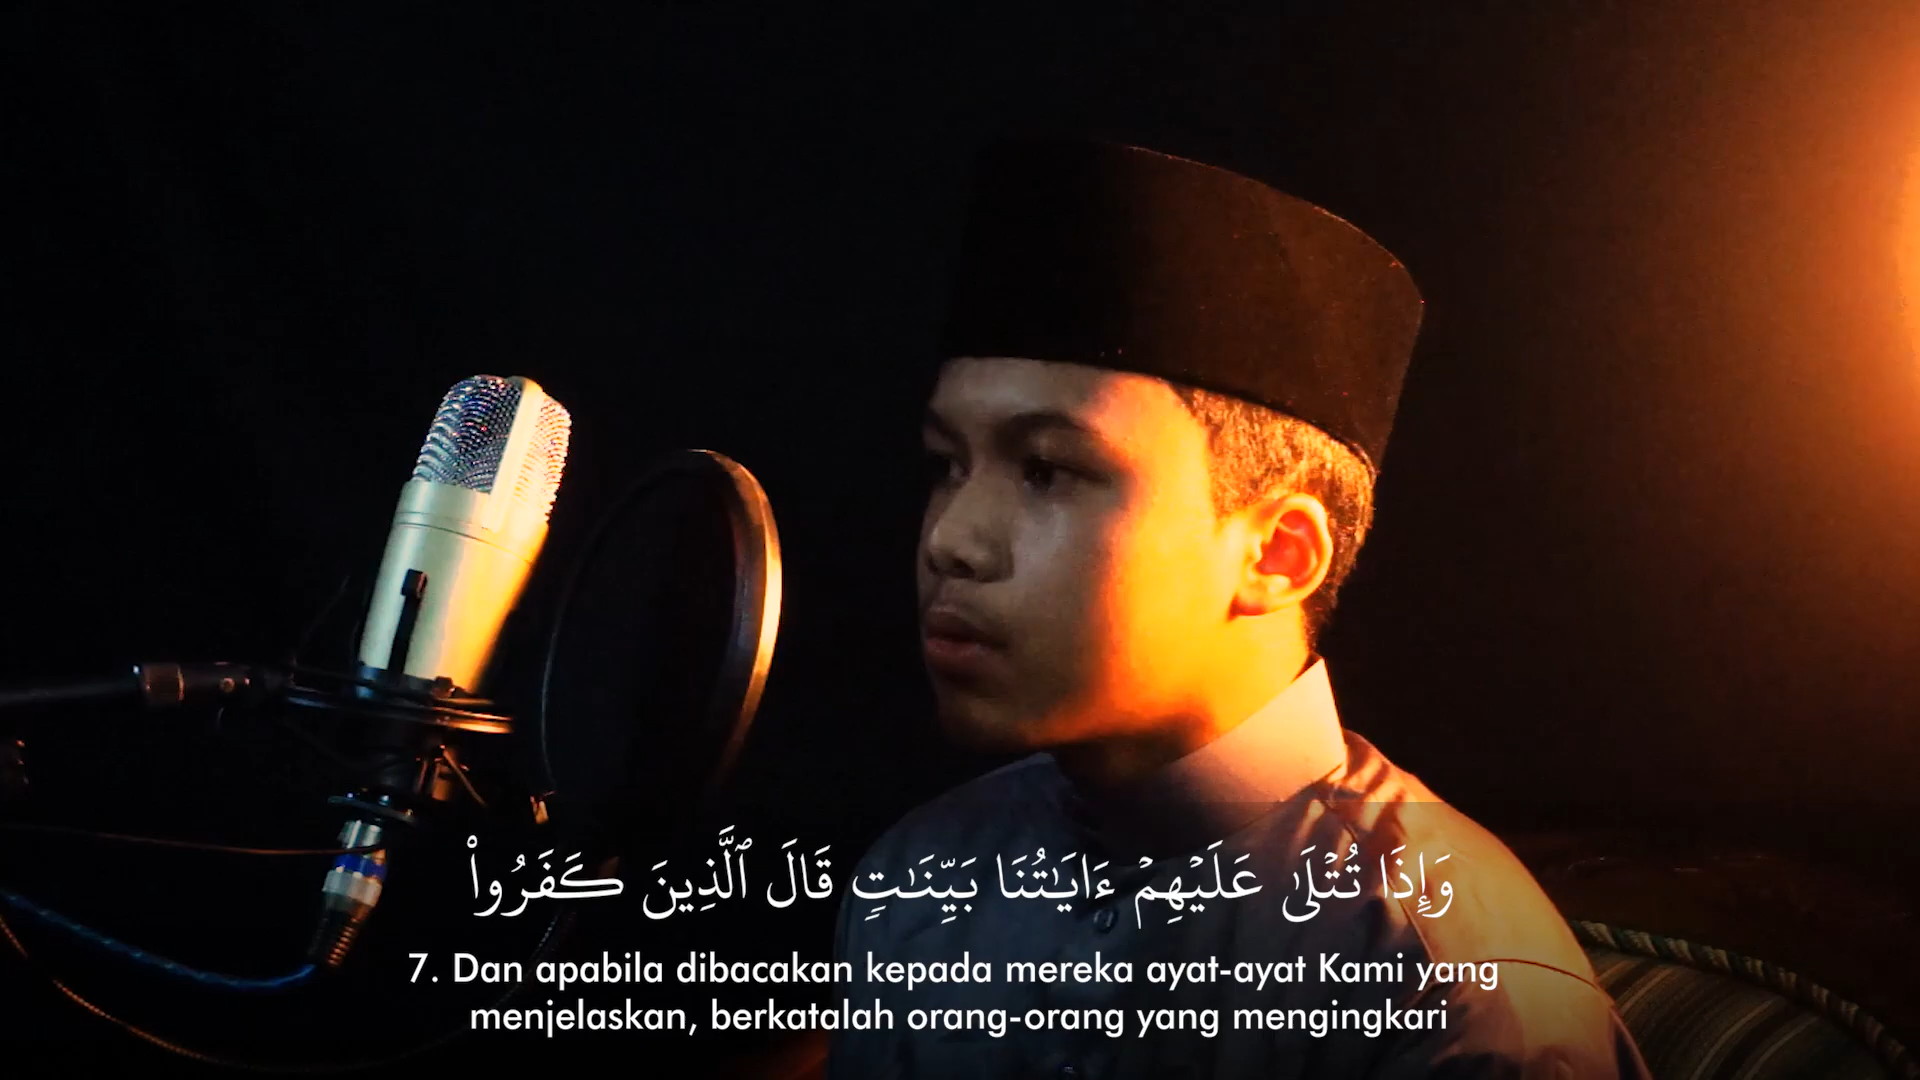 وَإِذَا تُتْلَىٰ عَلَيْهِمْ ءَايَـٰتُنَا بَيِّنَـٰتٍ قَالَ ٱلَّذِينَ كَفَرُوا۟
7. Dan apabila dibacakan kepada mereka ayat-ayat Kami yang
menjelaskan, berkatalah orang-orang yang mengingkari